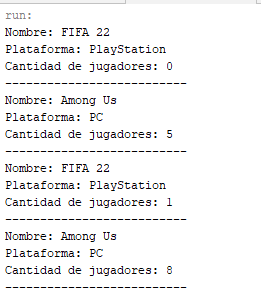 run:
Nombre: FIFA 22
Plataforma: PlayStation
Cantidad de jugadores: 0
--------------------------
Nombre: Among Us
Plataforma: PC
Cantidad de jugadores: 5
--------------------------
Nombre: FIFA 22
Plataforma: PlayStation
Cantidad de jugadores: 1
--------------------------
Nombre: Among Us
Plataforma: PC
Cantidad de jugadores: 8
--------------------------